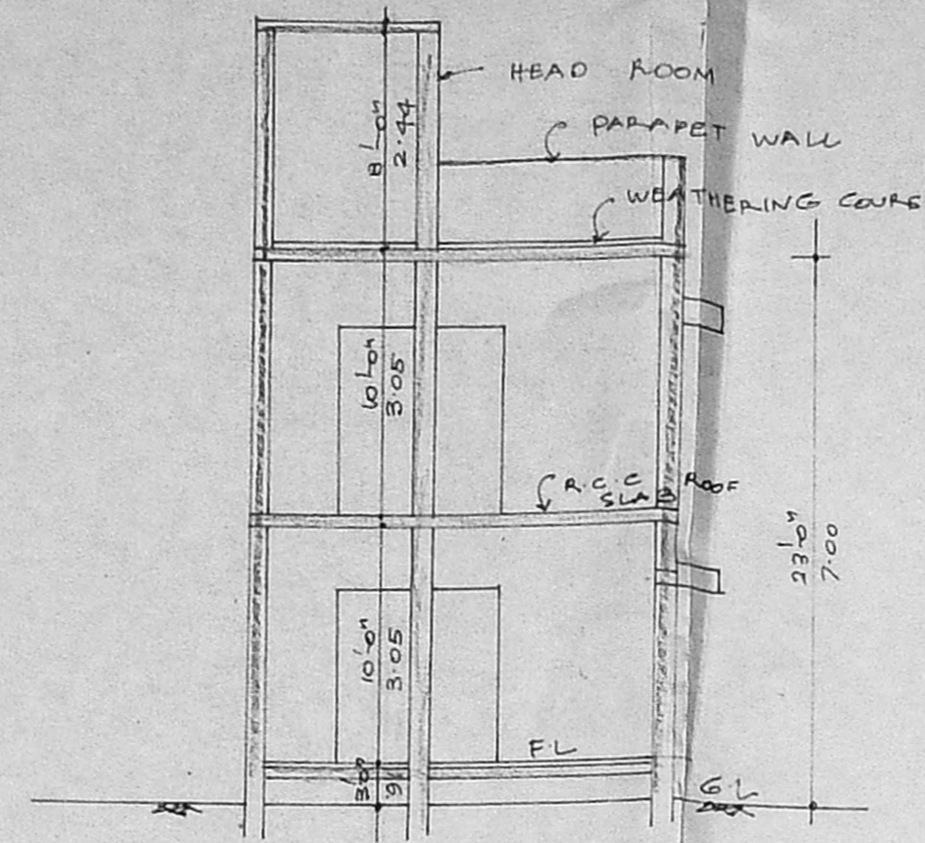 HEAD ROOM
8'-0"
2.44
PARAPET WALL
WEATHERING COURS
10'-0"
3.05
R.C.C ROOF
SLAB
23'-0"
7.00
10'-0"
3.05
F.L
3'-0"
.9
G L